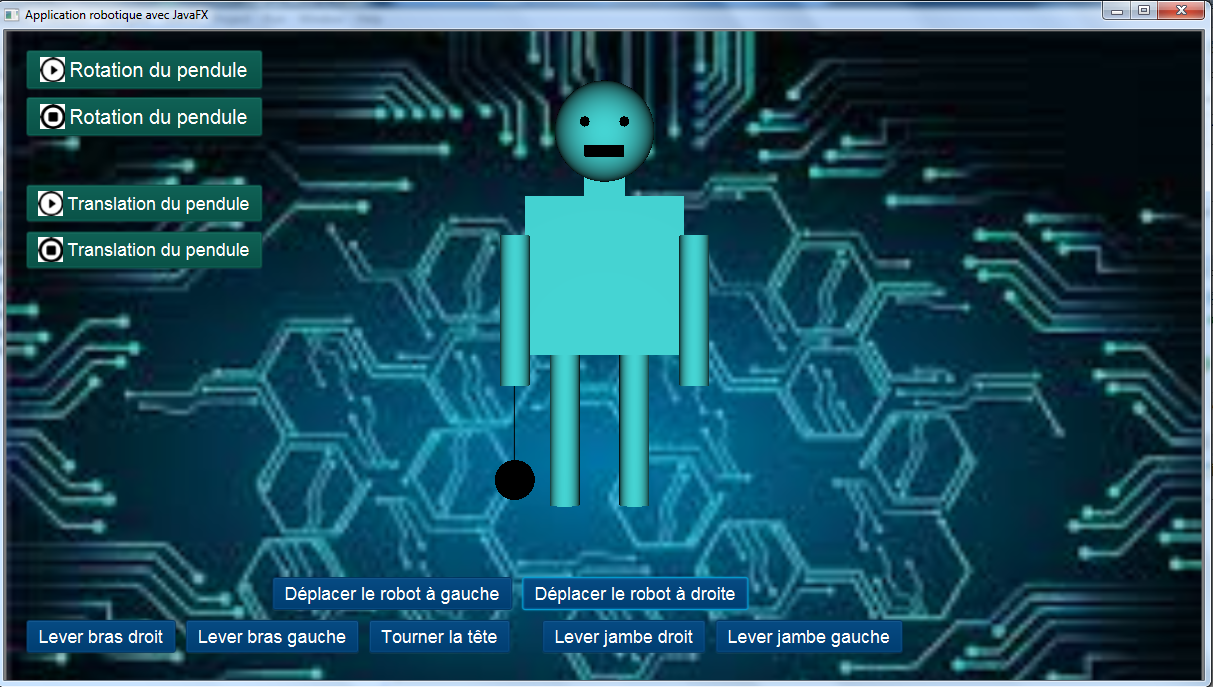 Application robotique avec JavaFX
Rotation du pendule
Rotation du pendule
Translation du pendule
Translation du pendule
Déplacer le robot à gauche
Déplacer le robot à droite
Lever bras droit
Lever bras gauche
Tourner la tête
Lever jambe droit
Lever jambe gauche